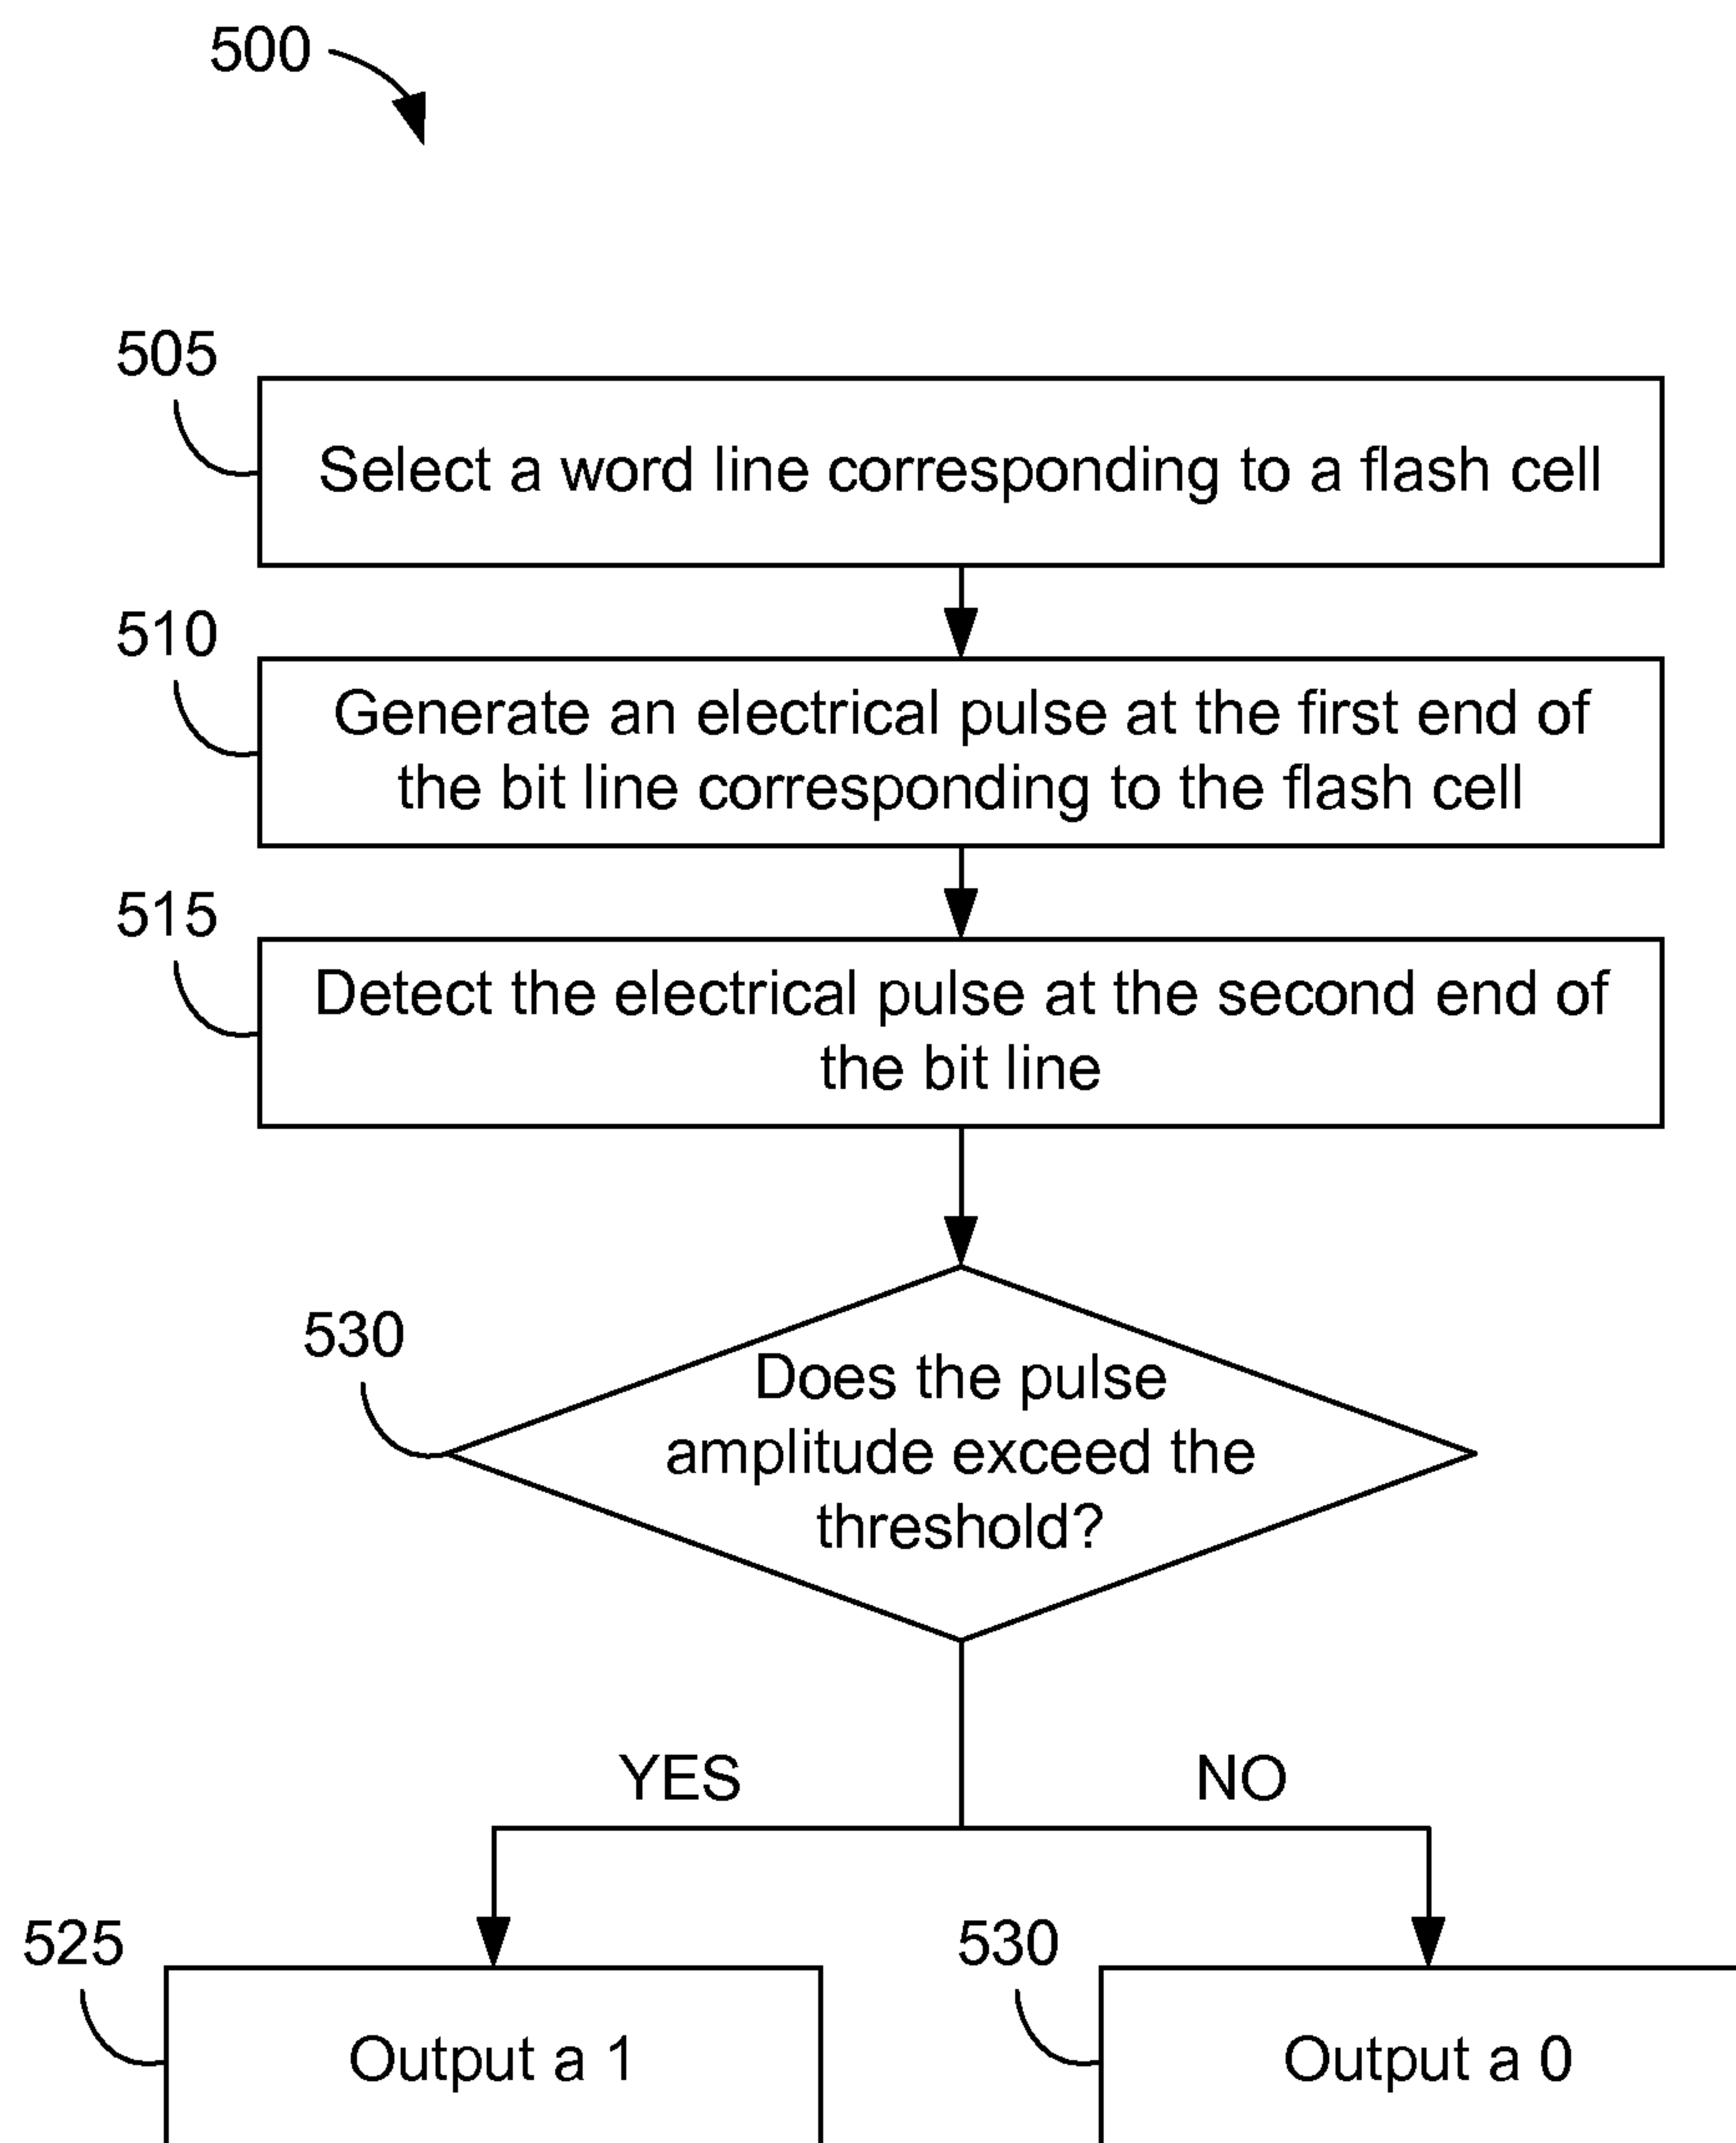 500
505
Select a word line corresponding to a flash cell
510
Generate an electrical pulse at the first end of
the bit line corresponding to the flash cell
515
Detect the electrical pulse at the second end of
the bit line
530
Does the pulse
amplitude exceed the
threshold?
YES
NO
525
Output a 1
530
Output a 0